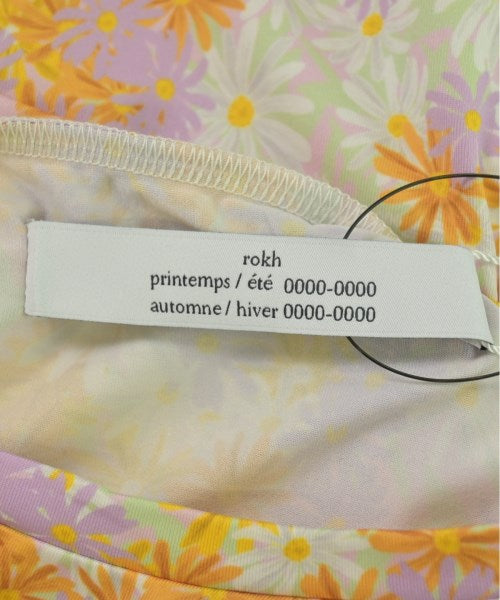 rokh
printemps / été 0000-0000
automne / hiver 0000-0000